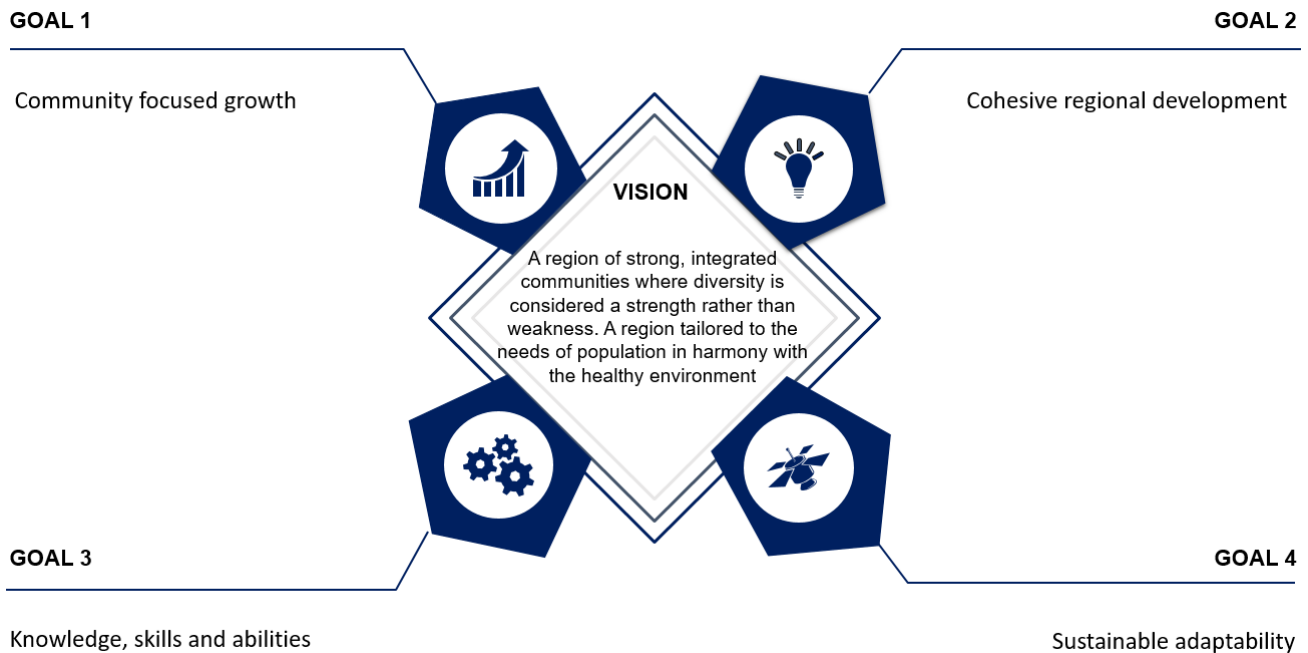 GOAL 1
GOAL 2
Community focused growth
Cohesive regional development
VISION
A region of strong, integrated
communities where diversity is
considered a strength rather than
weakness. A region tailored to the
needs of population in harmony with
the healthy environment
GOAL 3
GOAL 4
Knowledge, skills and abilities
Sustainable adaptability